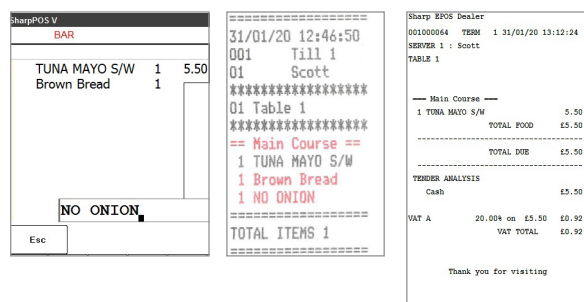 SharpPOS V
BAR
TUNA MAYO S/W 1 5.50
Brown Bread 1
NO ONION
Esc
====================
31/01/20 12:46:50
001 Till 1
01 Scott
******************
01 Table 1
******************
== Main Course ==
1 TUNA MAYO S/W
1 Brown Bread
1 NO ONION
====================
TOTAL ITEMS 1
====================
Sharp EPOS Dealer
001000064 TERM 1 31/01/20 13:12:24
SERVER 1 : Scott
TABLE 1
--- Main Course ---
1 TUNA MAYO S/W 5.50
TOTAL FOOD £5.50
TOTAL DUE £5.50
TENDER ANALYSIS
Cash £5.50
VAT A 20.00% on £5.50 £0.92
VAT TOTAL £0.92
Thank you for visiting